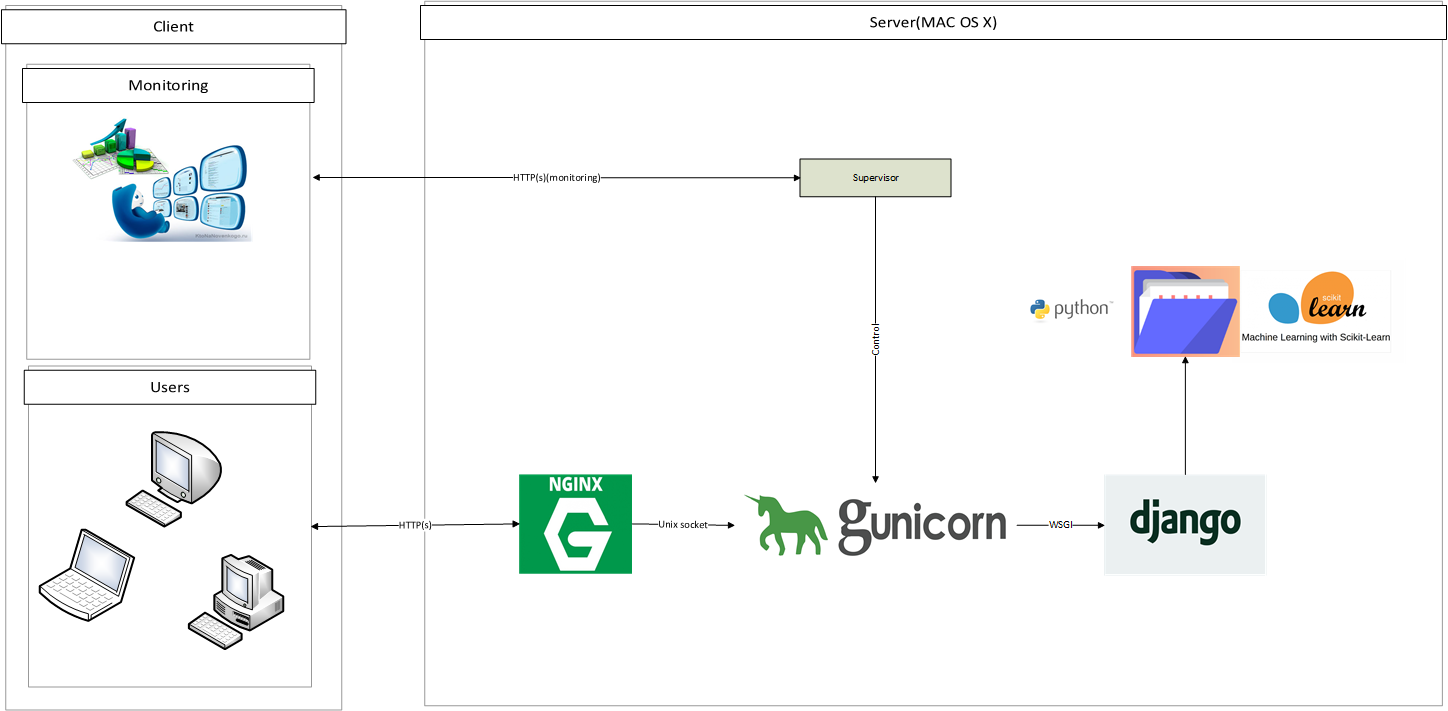 Client
Server(MAC OS X)
Monitoring
HTTP(s)(monitoring)
Supervisor
Control
python™
scikit
learn
Machine Learning with Scikit-Learn
Users
HTTP(s)
NGINX
Unix socket
gunicorn
WSGI
django